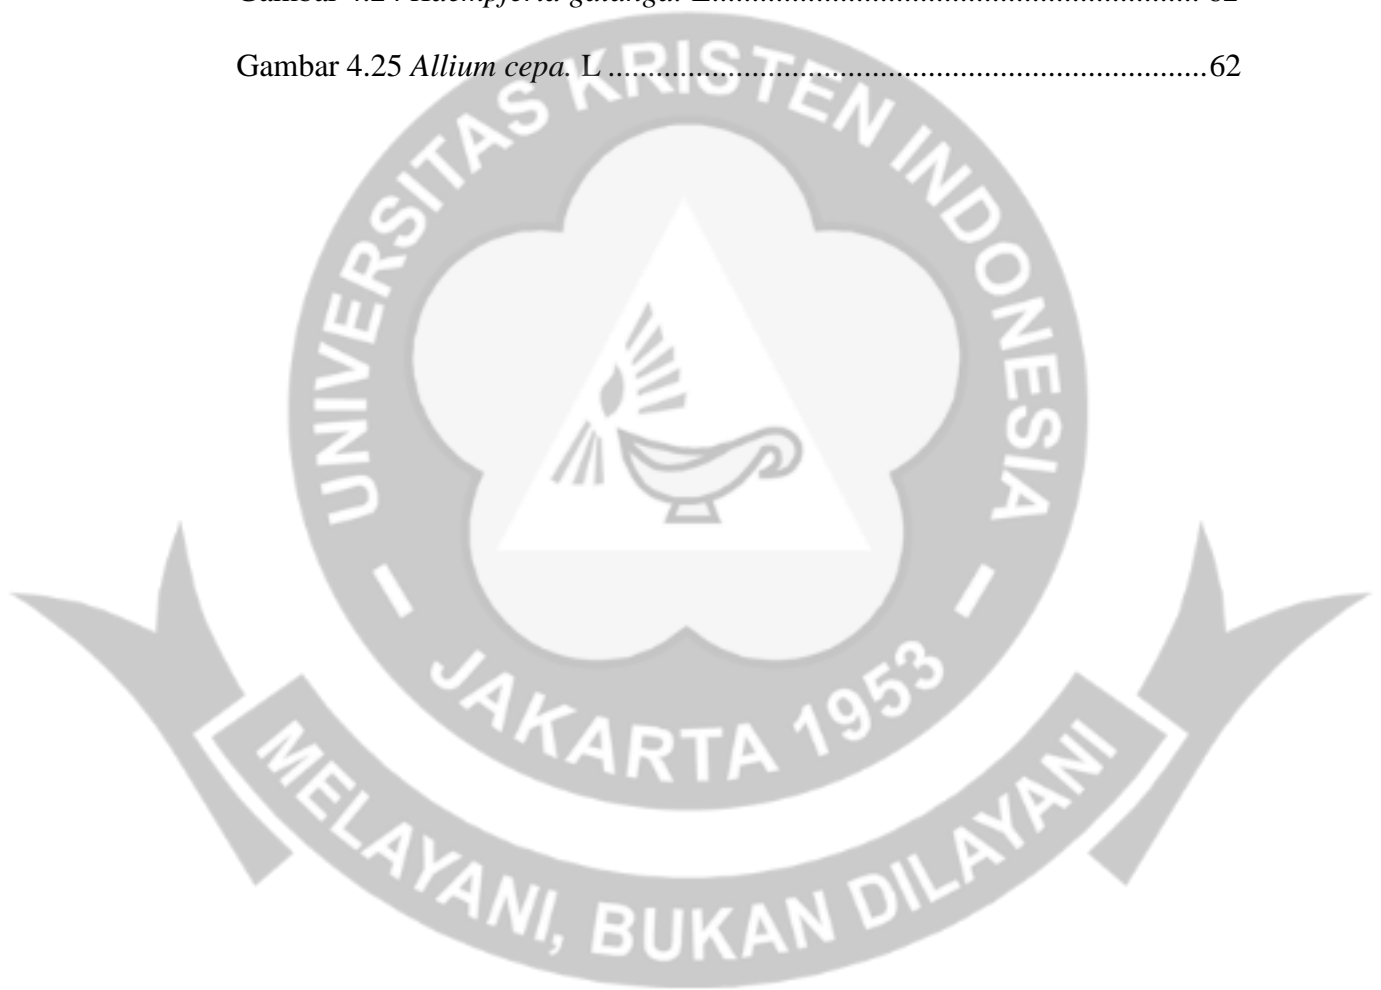 Gambar 4.25 Allium cepa. L ..........................................................................62
UNIVERSITAS KRISTEN INDONESIA
JAKARTA 1953
MELAYANI, BUKAN DILAYANI